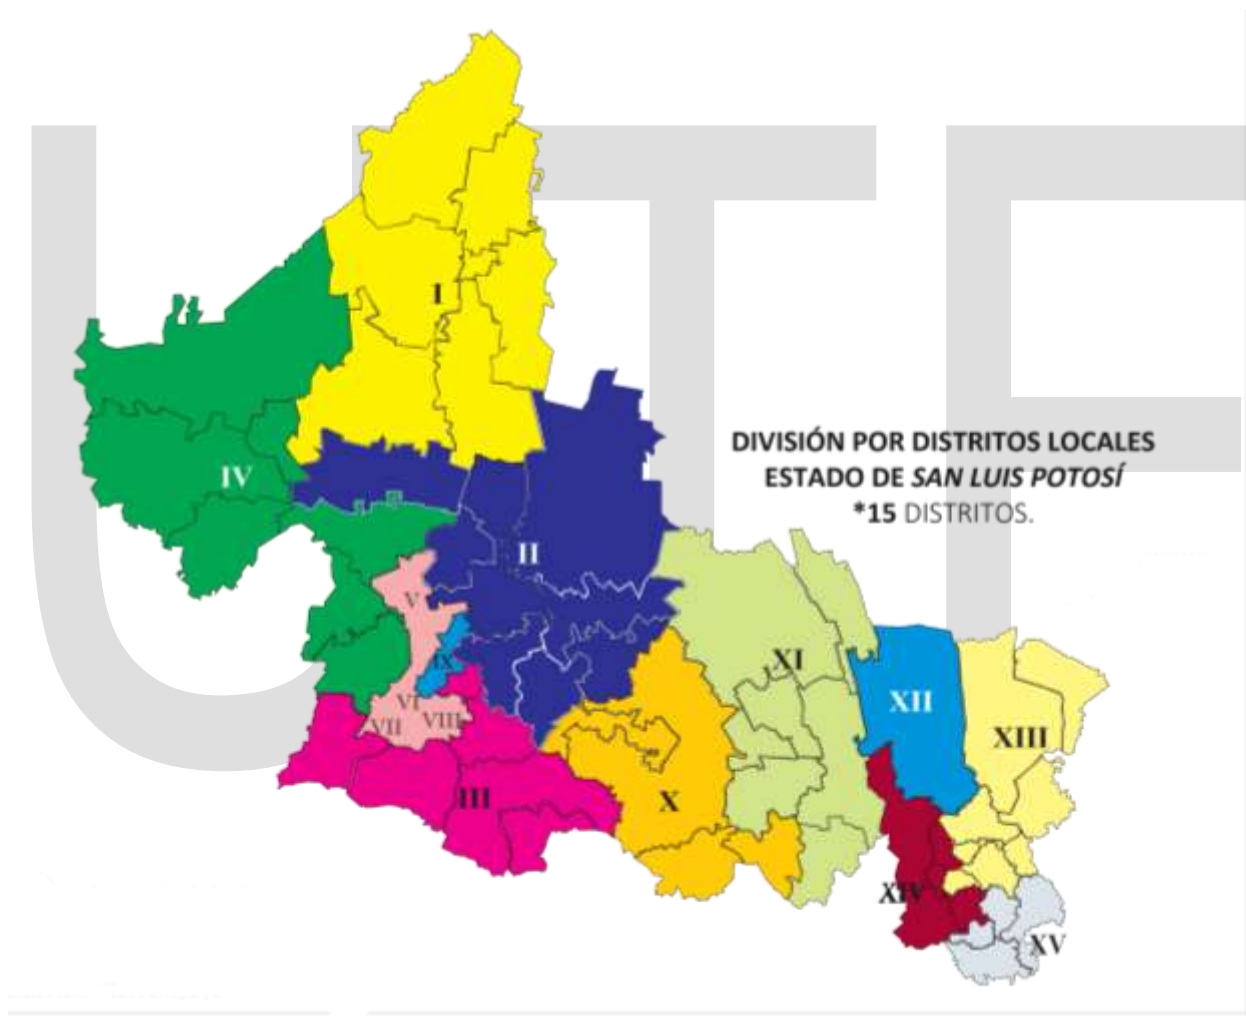 UTE
I
DIVISIÓN POR DISTRITOS LOCALES
ESTADO DE SAN LUIS POTOSÍ
*15 DISTRITOS.
IV
II
V
IX
XI
VI
VII
VIII
XII
XIII
III
X
XIV
XV